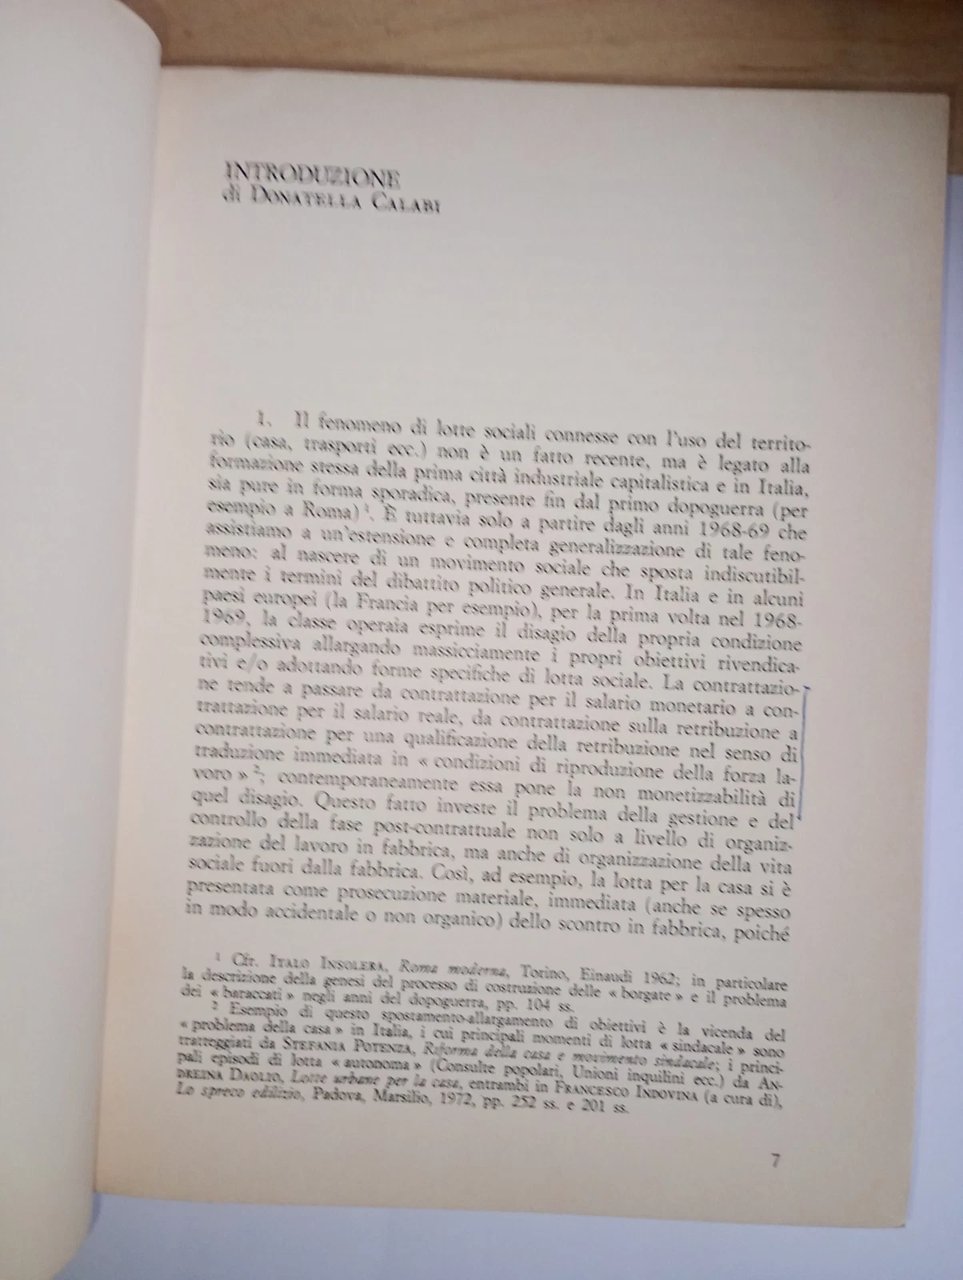 INTRODUZIONE
di DONATELLA CALABI
1. Il fenomeno di lotte sociali connesse con l'uso del territo-
rio (casa, trasporti ecc.) non è un fatto recente, ma è legato alla
formazione stessa della prima città industriale capitalistica e in Italia,
sia pure in forma sporadica, presente fin dal primo dopoguerra (per
esempio a Roma) ¹. È tuttavia solo a partire dagli anni 1968-69 che
assistiamo a un'estensione e completa generalizzazione di tale feno-
meno: al nascere di un movimento sociale che sposta indiscutibil-
mente i termini del dibattito politico generale. In Italia e in alcuni
paesi europei (la Francia per esempio), per la prima volta nel 1968-
1969, la classe operaia esprime il disagio della propria condizione
complessiva allargando massicciamente i propri obiettivi rivendica-
tivi e/o adottando forme specifiche di lotta sociale. La contrattazio-
ne tende a passare da contrattazione per il salario monetario a con-
trattazione per il salario reale, da contrattazione sulla retribuzione a
contrattazione per una qualificazione della retribuzione nel senso di
traduzione immediata in « condizioni di riproduzione della forza la-
voro » ²; contemporaneamente essa pone la non monetizzabilità di
quel disagio. Questo fatto investe il problema della gestione e del
controllo della fase post-contrattuale non solo a livello di organiz-
zazione del lavoro in fabbrica, ma anche di organizzazione della vita
sociale fuori dalla fabbrica. Così, ad esempio, la lotta per la casa si è
presentata come prosecuzione materiale, immediata (anche se spesso
in modo accidentale o non organico) dello scontro in fabbrica, poiché
¹ Cfr. ITALO INSOLERA, Roma moderna, Torino, Einaudi 1962; in particolare
la descrizione della genesi del processo di costruzione delle « borgate » e il problema
dei « baraccati » negli anni del dopoguerra, pp. 104 ss.
² Esempio di questo spostamento-allargamento di obiettivi è la vicenda del
« problema della casa » in Italia, i cui principali momenti di lotta « sindacale » sono
tratteggiati da STEFANIA POTENZA, Riforma della casa e movimento sindacale; i princi-
pali episodi di lotta « autonoma » (Consulte popolari, Unioni inquilini ecc.) da AN-
DREINA DAOLIO, Lotte urbane per la casa, entrambi in FRANCESCO INDOVINA (a cura di),
Lo spreco edilizio, Padova, Marsilio, 1972, pp. 252 ss. e 201 ss.
7